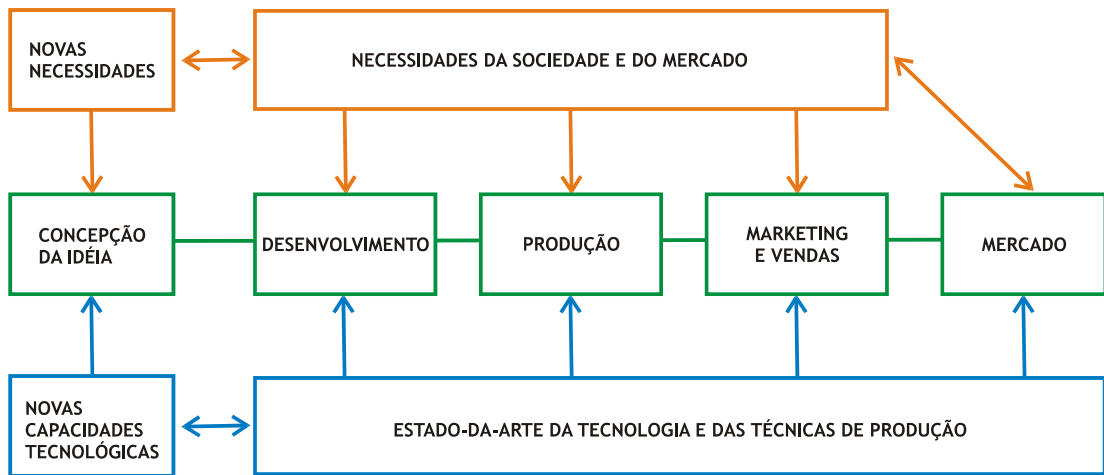 NOVAS
NECESSIDADES
NECESSIDADES DA SOCIEDADE E DO MERCADO
CONCEPÇÃO
DA IDÉIA
DESENVOLVIMENTO
PRODUÇÃO
MARKETING
E VENDAS
MERCADO
NOVAS
CAPACIDADES
TECNOLÓGICAS
ESTADO-DA-ARTE DA TECNOLOGIA E DAS TÉCNICAS DE PRODUÇÃO